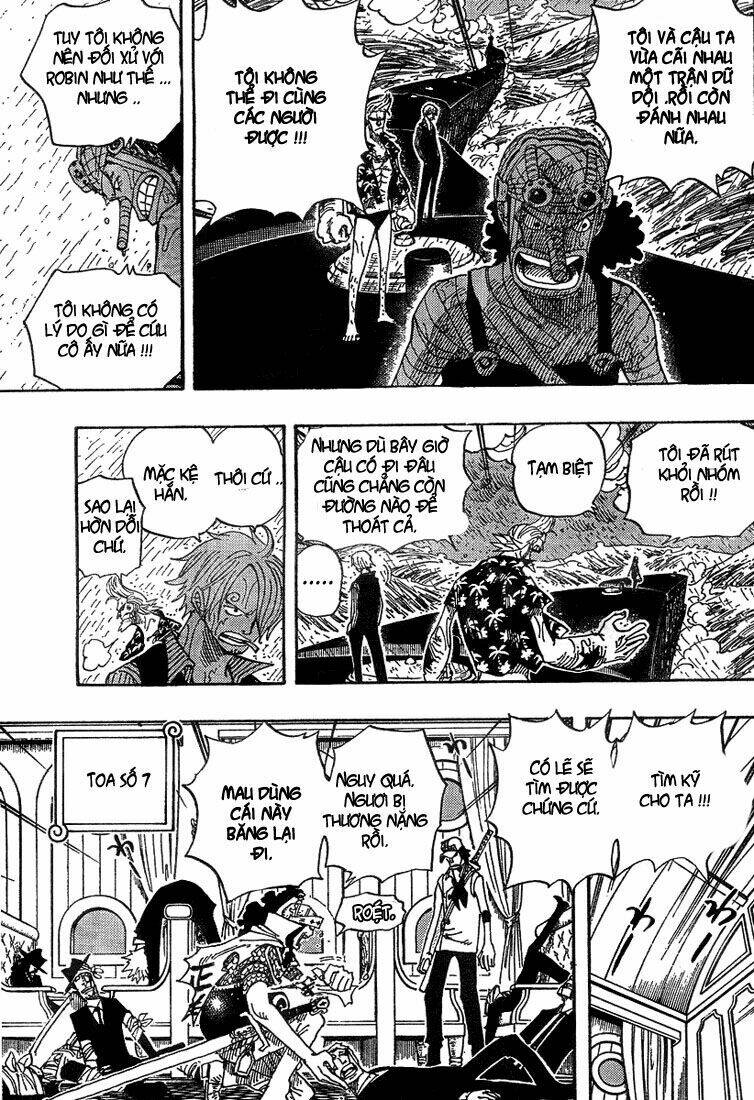 TÔI VÀ CẬU TA
VỪA CÃI NHAU
MỘT TRẬN DỮ
DỘI .RỒI CÒN
ĐÁNH NHAU
NỮA.
TÔI KHÔNG
THỂ ĐI CÙNG
CÁC NGƯỜI
ĐƯỢC !!!
TUY TÔI KHÔNG
NÊN ĐỐI XỬ VỚI
ROBIN NHƯ THẾ ...
NHƯNG ..
TÔI KHÔNG CÓ
LÝ DO GÌ ĐỂ CỨU
CÔ ẤY NỮA !!!
TÔI ĐÃ RÚT
KHỎI NHÓM
RỒI !!
TẠM BIỆT
NHƯNG DÙ BÂY GIỜ
CẬU CÓ ĐI ĐÂU
CŨNG CHẲNG CÒN
ĐƯỜNG NÀO ĐỂ
THOÁT CẢ.
.....
THÔI CỨ ..
MẶC KỆ
HẮN.
SAO LẠI
HỜN DỖI
CHỨ.
TÌM KỸ
CHO TA !!!
CÓ LẼ SẼ
TÌM ĐƯỢC
CHỨNG CỨ.
NGUY QUÁ.
NGƯƠI BỊ
THƯƠNG NẶNG
RỒI.
MAU DÙNG
CÁI NÀY
BĂNG LẠI
ĐI.
TOA SỐ 7
ROẸT.